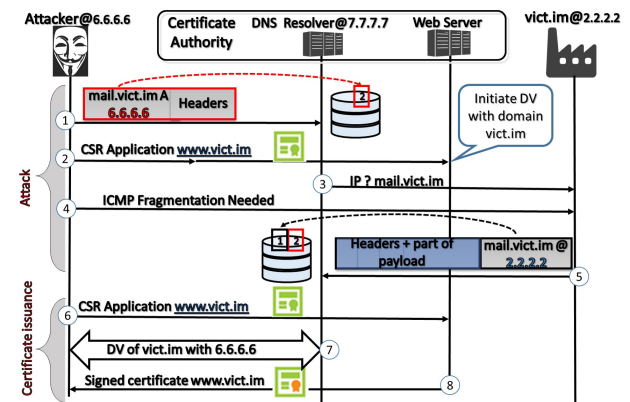 Attacker@6.6.6.6
Certificate
Authority
DNS Resolver@7.7.7.7
Web Server
vict.im@2.2.2.2
mail.vict.im A
6.6.6.6
Headers
2
1
Initiate DV
with domain
vict.im
CSR Application www.vict.im
2
3
IP ? mail.vict.im
4
ICMP Fragmentation Needed
Attack
1 2
Headers + part of
payload
mail.vict.im @
2.2.2.2
5
CSR Application www.vict.im
6
DV of vict.im with 6.6.6.6
7
Signed certificate www.vict.im
8
Certificate issuance